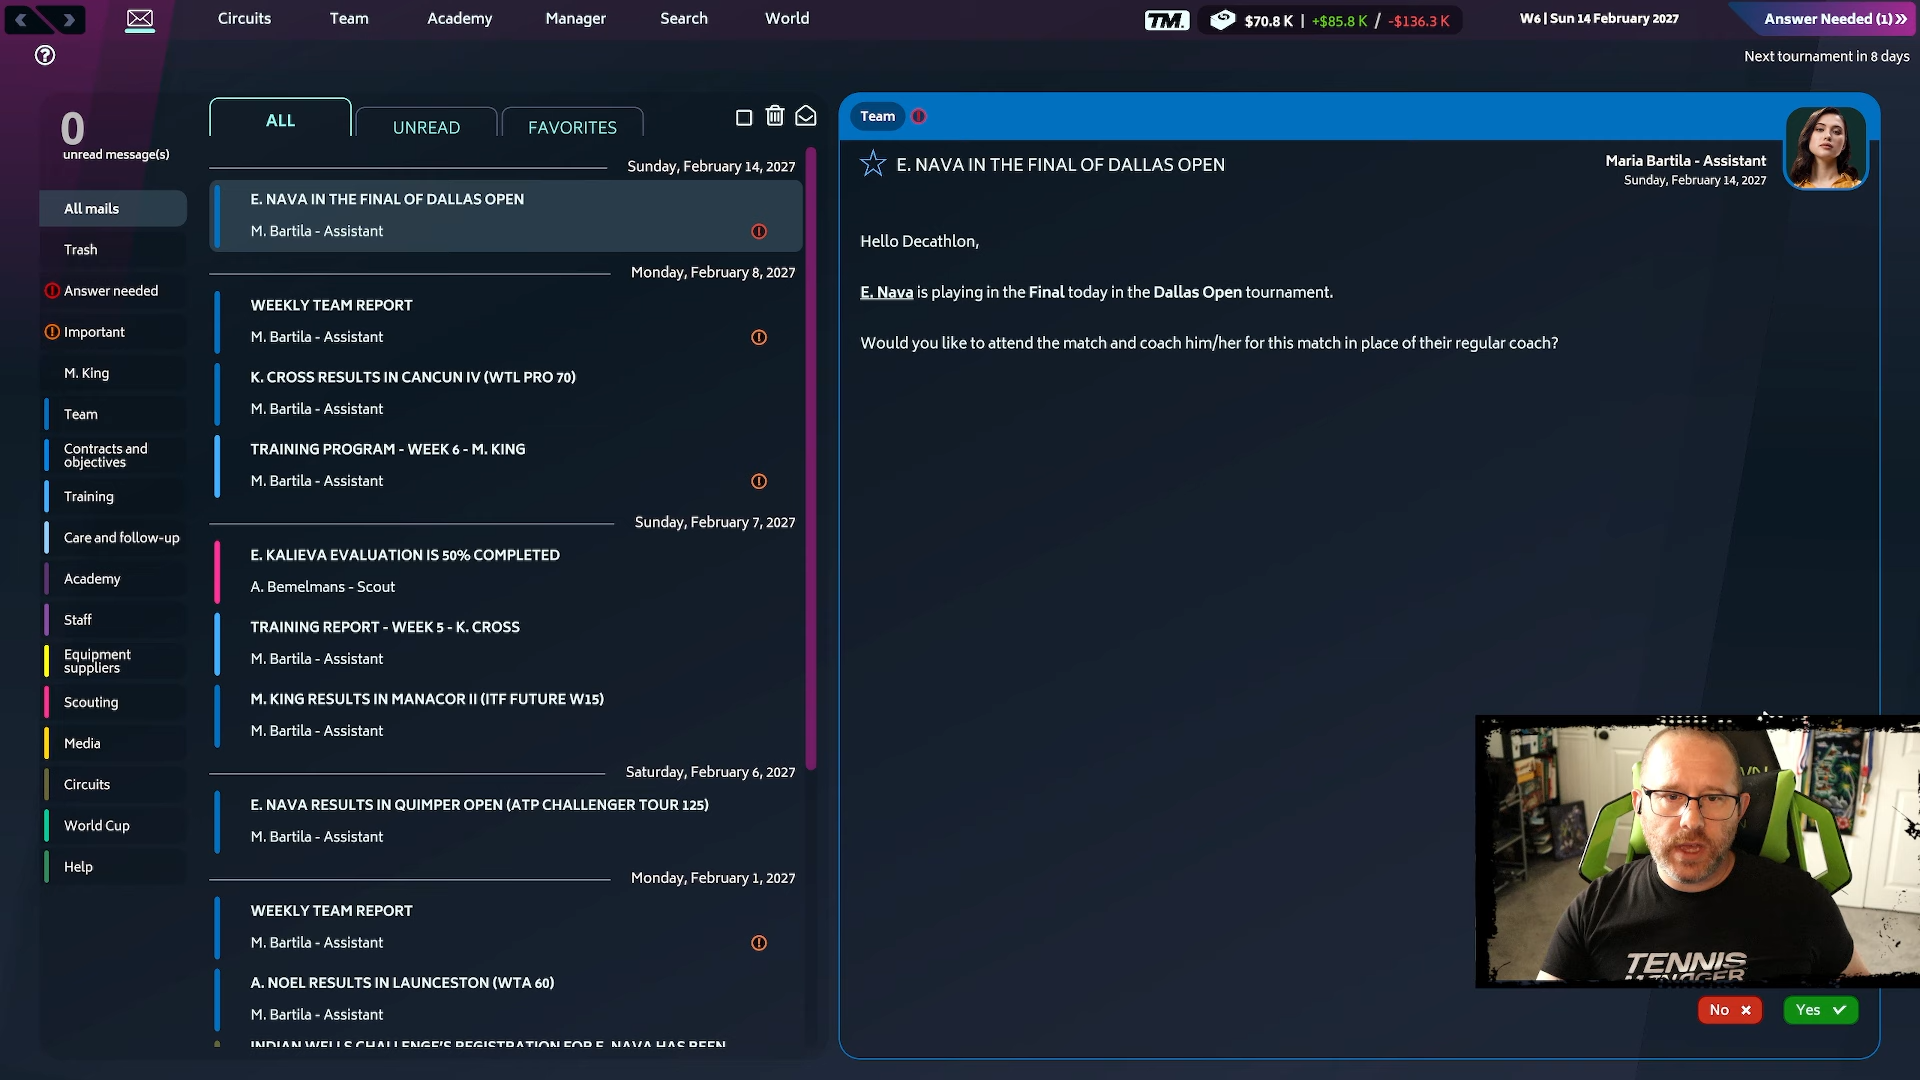 Circuits
Team
Academy
Manager
Search
World
TM.
$70.8 K | +$85.8 K / -$136.3 K
W6 | Sun 14 February 2027
Answer Needed (1)
Next tournament in 8 days
0
unread message(s)
All mails
Trash
Answer needed
Important
M. King
Team
Contracts and
objectives
Training
Care and follow-up
Academy
Staff
Equipment
suppliers
Scouting
Media
Circuits
World Cup
Help
ALL
UNREAD
FAVORITES
Sunday, February 14, 2027
E. NAVA IN THE FINAL OF DALLAS OPEN
M. Bartila - Assistant
Monday, February 8, 2027
WEEKLY TEAM REPORT
M. Bartila - Assistant
K. CROSS RESULTS IN CANCUN IV (WTL PRO 70)
M. Bartila - Assistant
TRAINING PROGRAM - WEEK 6 - M. KING
M. Bartila - Assistant
Sunday, February 7, 2027
E. KALIEVA EVALUATION IS 50% COMPLETED
A. Bemelmans - Scout
TRAINING REPORT - WEEK 5 - K. CROSS
M. Bartila - Assistant
M. KING RESULTS IN MANACOR II (ITF FUTURE W15)
M. Bartila - Assistant
Saturday, February 6, 2027
E. NAVA RESULTS IN QUIMPER OPEN (ATP CHALLENGER TOUR 125)
M. Bartila - Assistant
Monday, February 1, 2027
WEEKLY TEAM REPORT
M. Bartila - Assistant
A. NOEL RESULTS IN LAUNCESTON (WTA 60)
M. Bartila - Assistant
INDIAN WELLS CHALLENGE'S REGISTRATION FOR E. NAVA HAS BEEN
Team
E. NAVA IN THE FINAL OF DALLAS OPEN
Maria Bartila - Assistant
Sunday, February 14, 2027
Hello Decathlon,
E. Nava is playing in the Final today in the Dallas Open tournament.
Would you like to attend the match and coach him/her for this match in place of their regular coach?
TENNIS
MANAGER
No
Yes